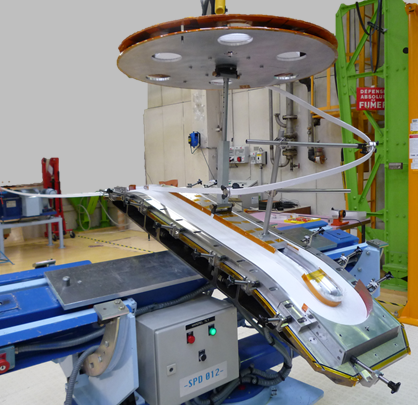 DÉFENSE
ABSOLUE
DE
FUMER
-SPD 012-